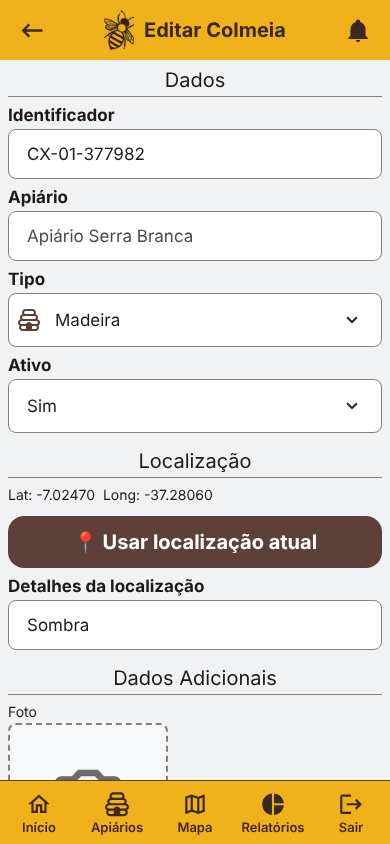 Editar Colmeia
Dados
Identificador
CX-01-377982
Apiário
Apiário Serra Branca
Tipo
Madeira
Ativo
Sim
Localização
Lat: -7.02470 Long: -37.28060
📍 Usar localização atual
Detalhes da localização
Sombra
Dados Adicionais
Foto
Início Apiários Mapa Relatórios Sair